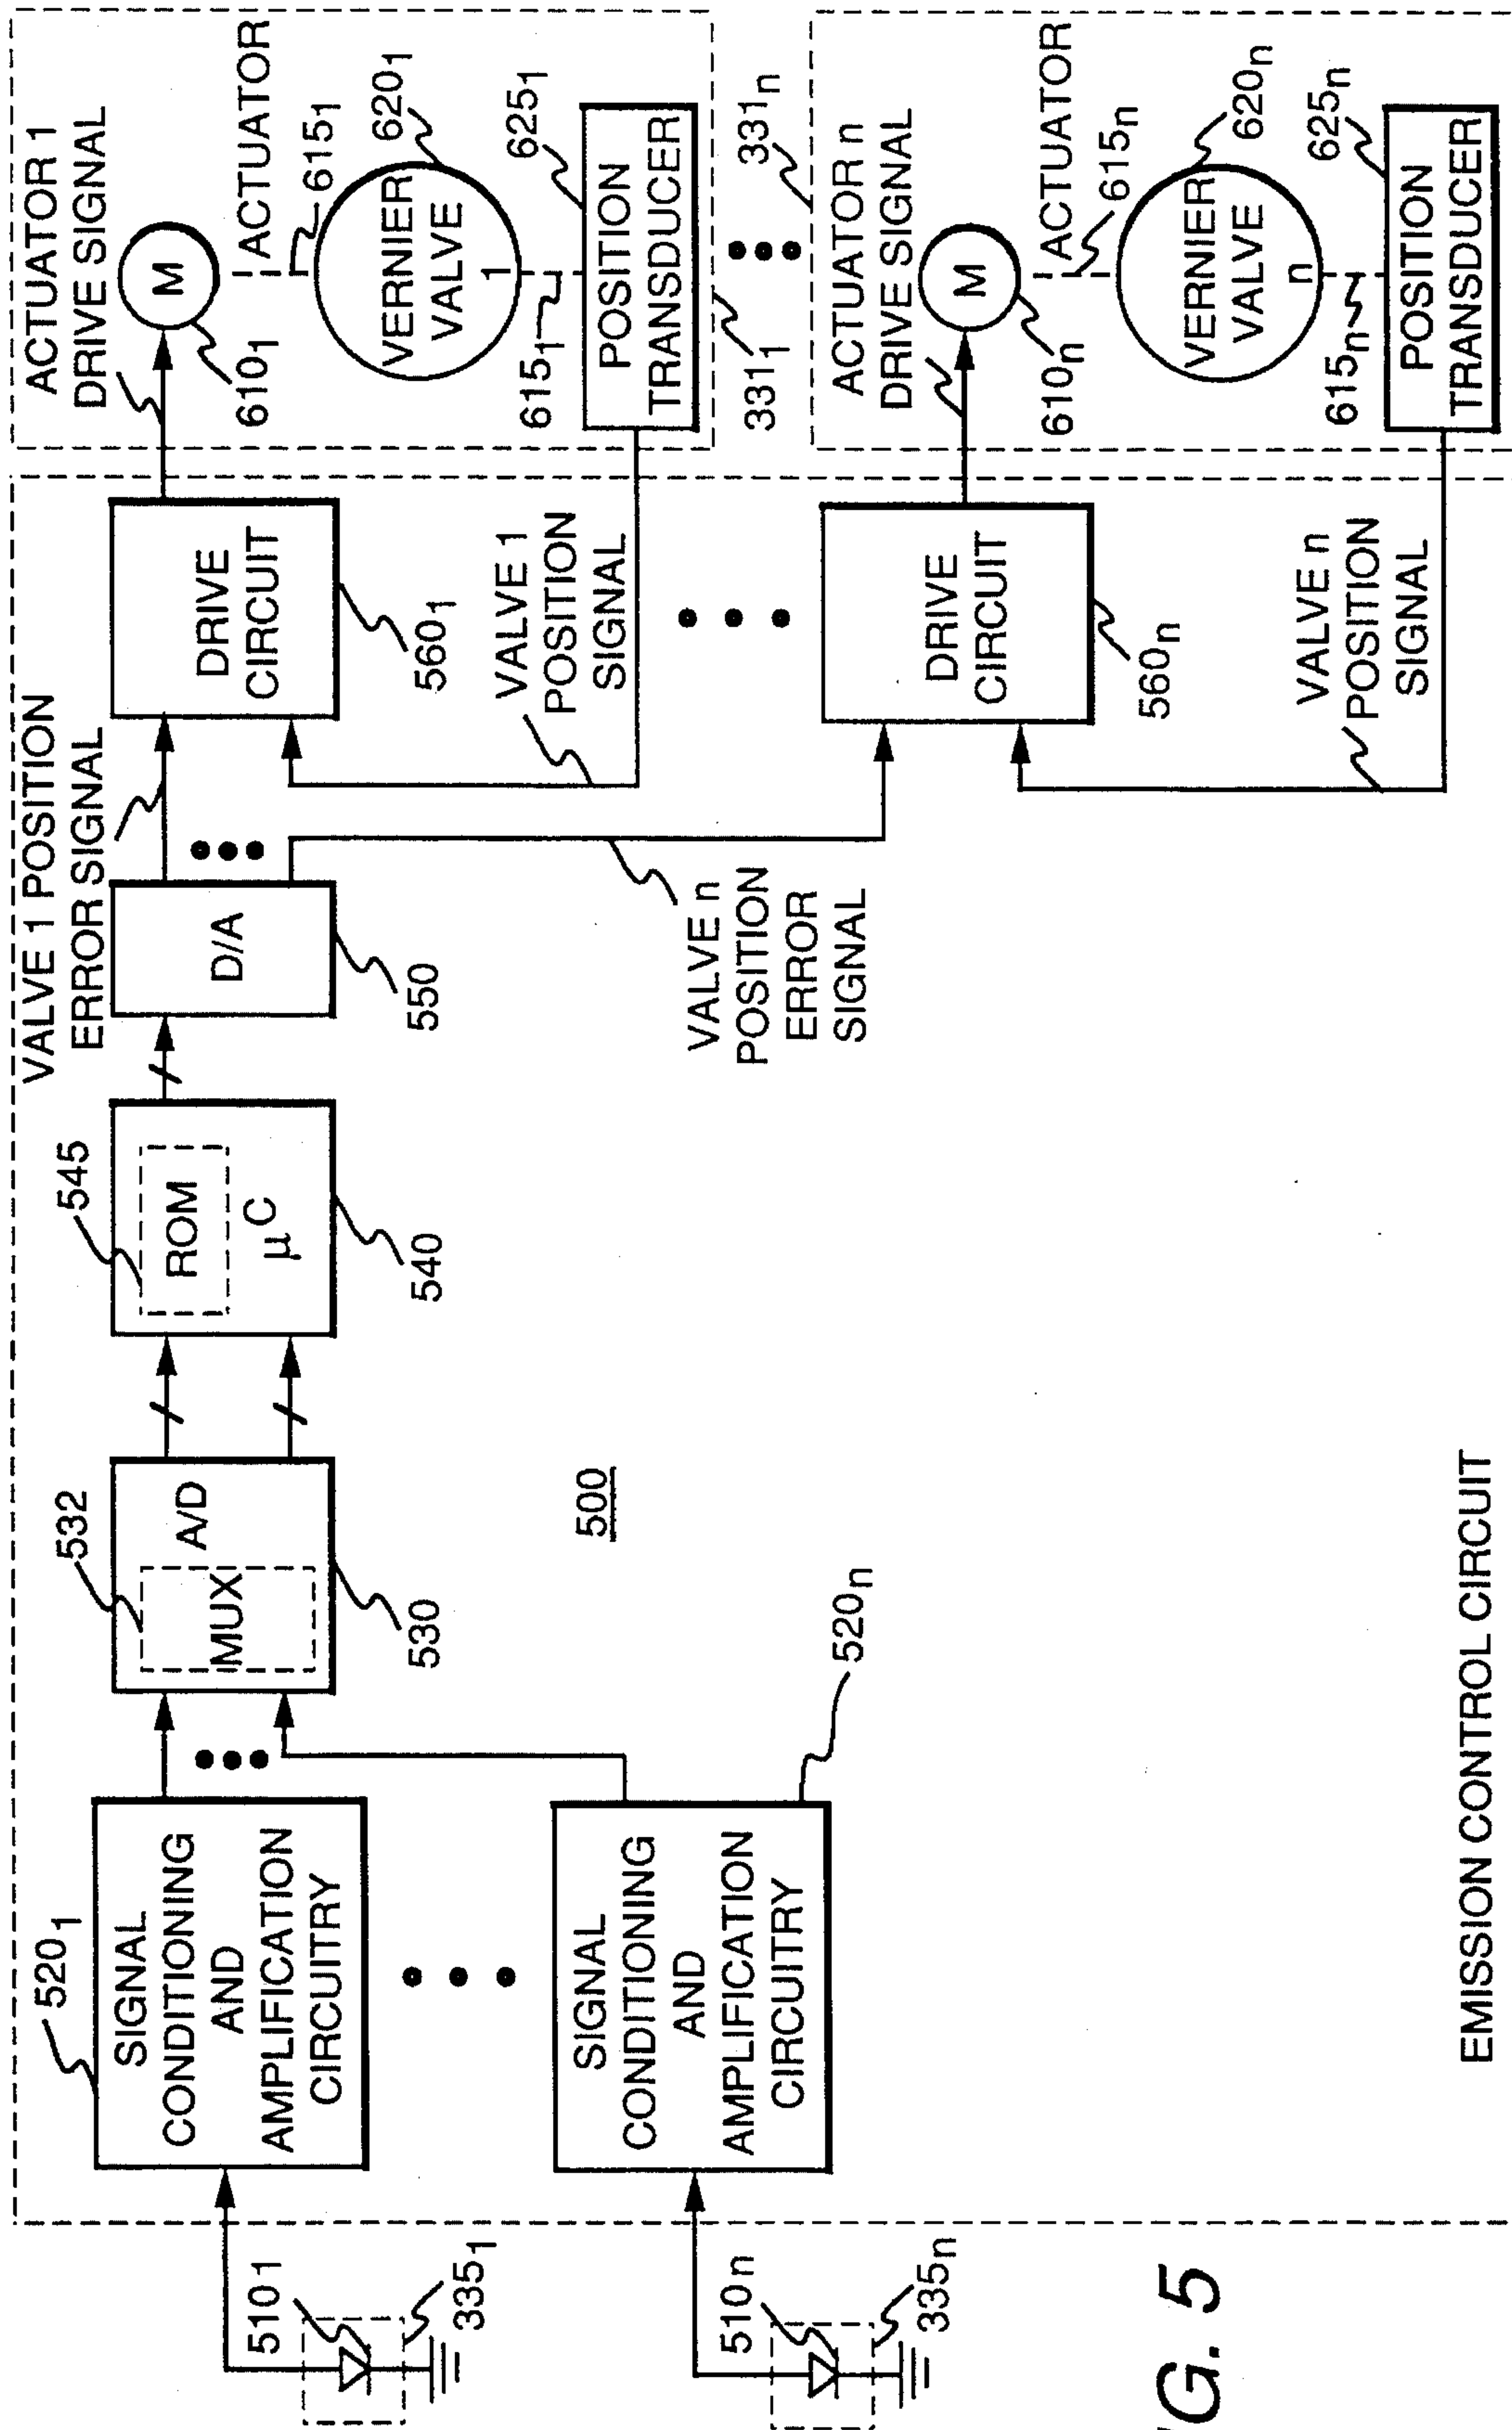 VALVE 1 POSITION
ERROR SIGNAL
ACTUATOR 1
DRIVE SIGNAL
520₁
SIGNAL
CONDITIONING
AND
AMPLIFICATION
CIRCUITRY
532
MUX
A/D
530
545
ROM
µC
540
D/A
550
DRIVE
CIRCUIT
560₁
M
610₁
ACTUATOR
615₁
VERNIER
VALVE
1
620₁
615₁
625₁
POSITION
TRANSDUCER
VALVE 1
POSITION
SIGNAL
331₁
331ₙ
510₁
335₁
SIGNAL
CONDITIONING
AND
AMPLIFICATION
CIRCUITRY
520ₙ
500
VALVE n
POSITION
ERROR
SIGNAL
DRIVE
CIRCUIT
560ₙ
ACTUATOR n
DRIVE SIGNAL
M
610ₙ
ACTUATOR
615ₙ
VERNIER
VALVE
n
620ₙ
615ₙ
625ₙ
POSITION
TRANSDUCER
VALVE n
POSITION
SIGNAL
510ₙ
335ₙ
EMISSION CONTROL CIRCUIT
G. 5